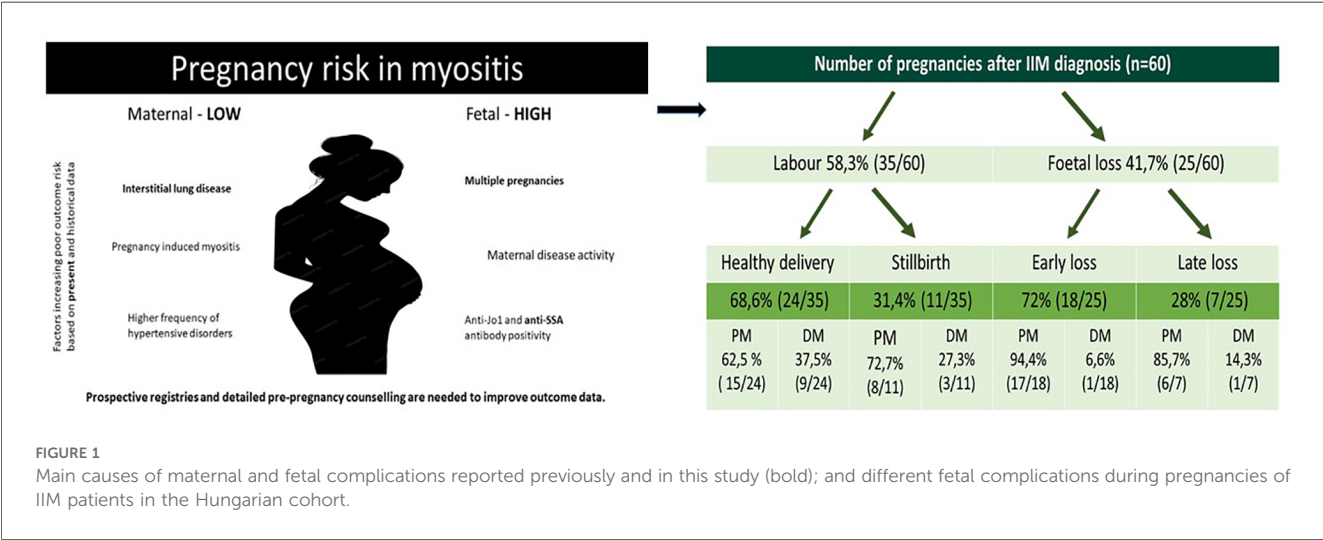 Pregnancy risk in myositis
Maternal - LOW
Fetal - HIGH
Factors increasing poor outcome risk
based on present and historical data
Interstitial lung disease
Multiple pregnancies
Pregnancy induced myositis
Maternal disease activity
Higher frequency of
hypertensive disorders
Anti-Jo1 and anti-SSA
antibody positivity
Prospective registries and detailed pre-pregnancy counselling are needed to improve outcome data.
Number of pregnancies after IIM diagnosis (n=60)
Labour 58,3% (35/60)
Foetal loss 41,7% (25/60)
Healthy delivery
Stillbirth
Early loss
Late loss
68,6% (24/35)
31,4% (11/35)
72% (18/25)
28% (7/25)
PM
62,5 %
( 15/24)
DM
37,5%
(9/24)
PM
72,7%
(8/11)
DM
27,3%
(3/11)
PM
94,4%
(17/18)
DM
6,6%
(1/18)
PM
85,7%
(6/7)
DM
14,3%
(1/7)
FIGURE 1
Main causes of maternal and fetal complications reported previously and in this study (bold); and different fetal complications during pregnancies of
IIM patients in the Hungarian cohort.